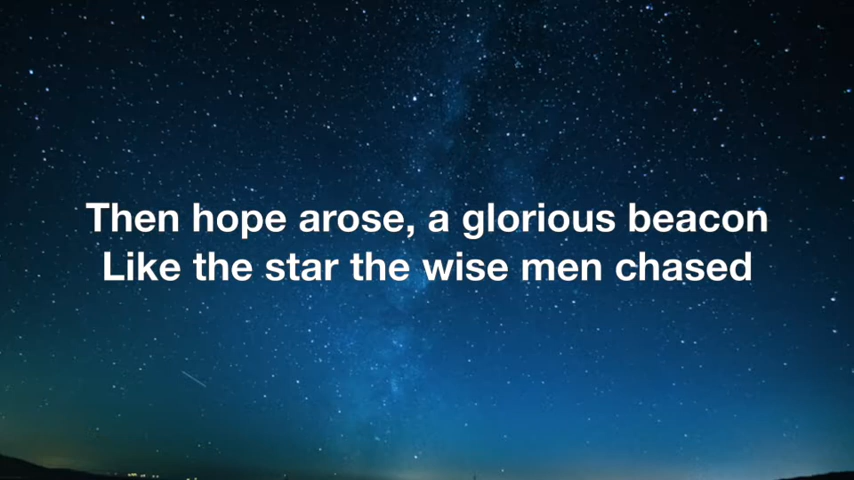 Then hope arose, a glorious beacon
Like the star the wise men chased